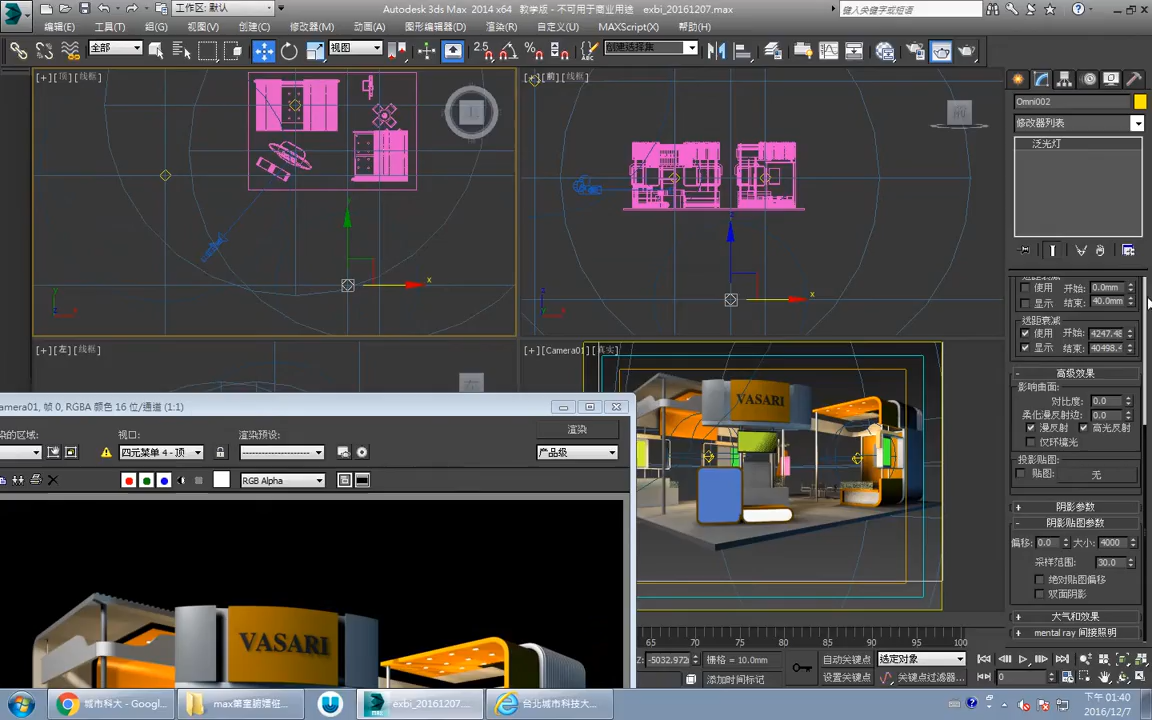 工作区: 默认
Autodesk 3ds Max 2014 x64 教学版 - 不可用于商业用途 exbi_20161207.max
键入关键字或短语
编辑(E) 工具(T) 组(G) 视图(V) 创建(C) 修改器(M) 动画(A) 图形编辑器(D) 渲染(R) 自定义(U) MAXScript(X) 帮助(H)
全部 视图 2.5 创建选择集
[+][顶][线框]
[+][前][线框]
Omni002
修改器列表
泛光灯
使用 开始: 0.0mm
显示 结束: 40.0mm
远距衰减
使用 开始: 4247.48
显示 结束: 40498.4
高级效果
影响曲面:
对比度: 0.0
柔化漫反射边: 0.0
漫反射 高光反射
仅环境光
投影贴图:
贴图: 无
阴影参数
阴影贴图参数
偏移: 0.0 大小: 4000
采样范围: 30.0
绝对贴图偏移
双面阴影
大气和效果
mental ray 间接照明
[+][左][线框]
[+][Camera01][真实]
VASARI
amera01, 帧 0, RGBA 颜色 16 位/通道 (1:1)
染的区域: 视口: 渲染预设: 渲染
四元菜单 4 - 顶 产品级
RGB Alpha
VASARI
65 70 75 80 85 90 95 100
Z: -5032.972 栅格 = 10.0mm 自动关键点 选定对象
添加时间标记 设置关键点 关键点过滤器... 0
城市科大 - Googl... exbi_20161207.m... 台北城市科技大...
下午 01:40
2016/12/7